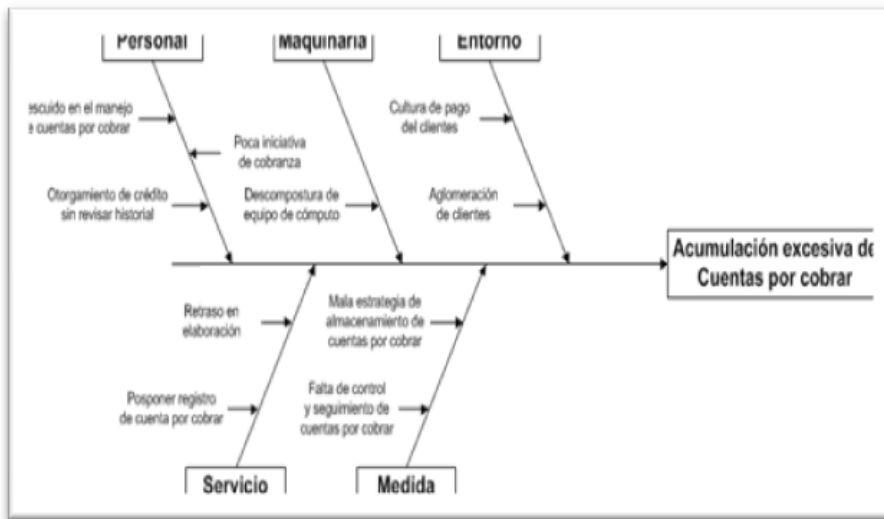 Personal
Maquinaria
Entorno
escuido en el manejo
e cuentas por cobrar
Poca iniciativa
de cobranza
Otorgamiento de crédito
sin revisar historial
Descompostura de
equipo de cómputo
Cultura de pago
del clientes
Aglomeración
de clientes
Acumulación excesiva de
Cuentas por cobrar
Retraso en
elaboración
Posponer registro
de cuenta por cobrar
Mala estrategia de
almacenamiento de
cuentas por cobrar
Falta de control
y seguimiento de
cuentas por cobrar
Servicio
Medida